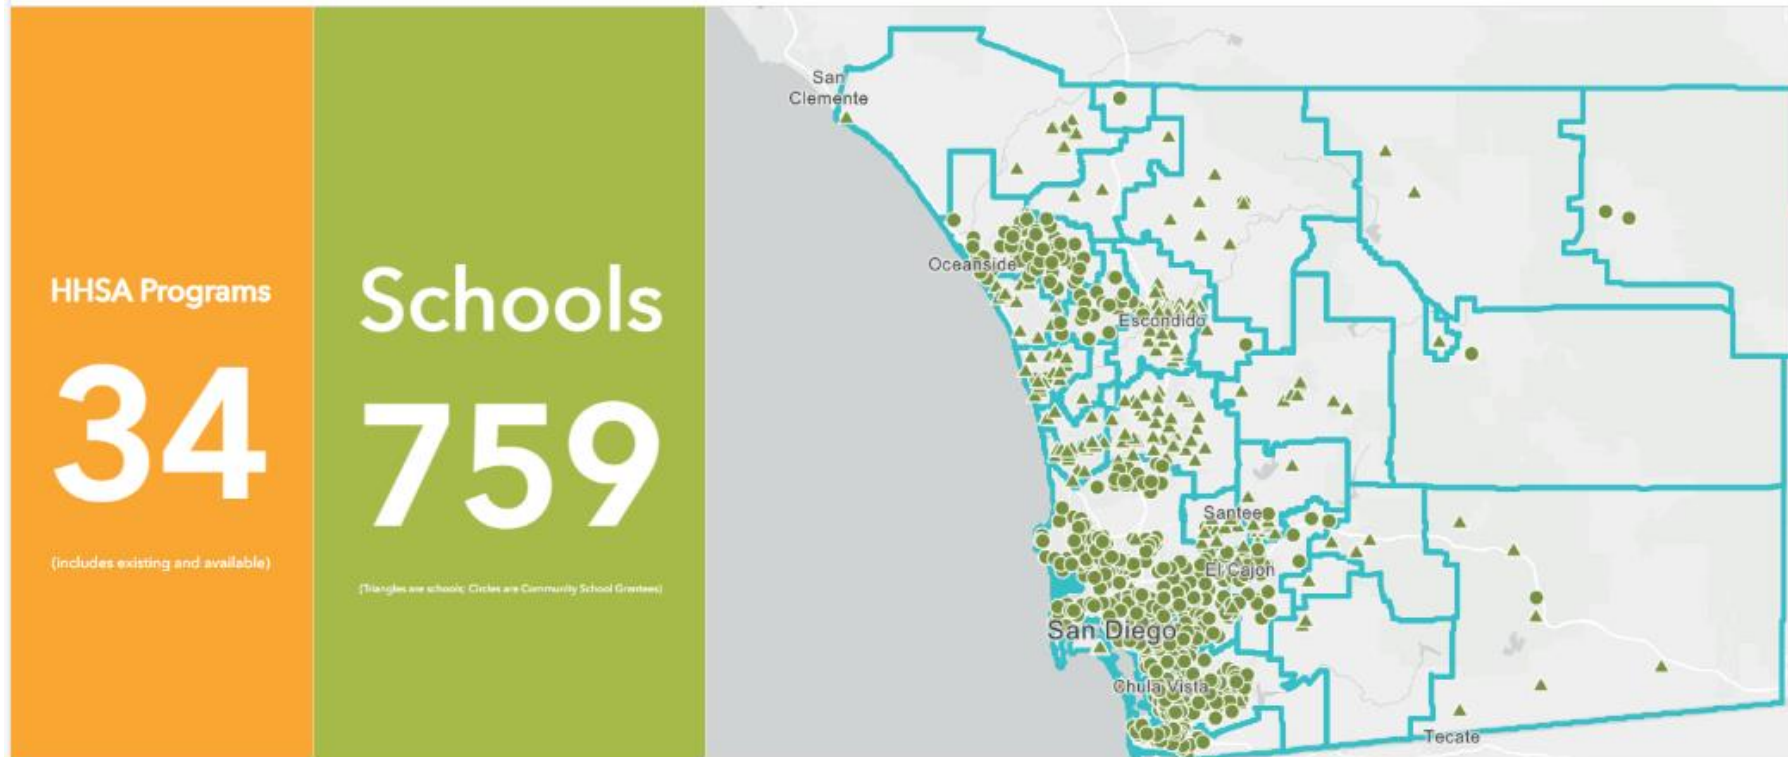 HHSA Programs
34
(includes existing and available)
Schools
759
(Triangles are schools; Circles are Community School Grantees)
San
Clemente
Oceanside
Escondido
Santee
El Cajon
San Diego
Chula Vista
Tecate